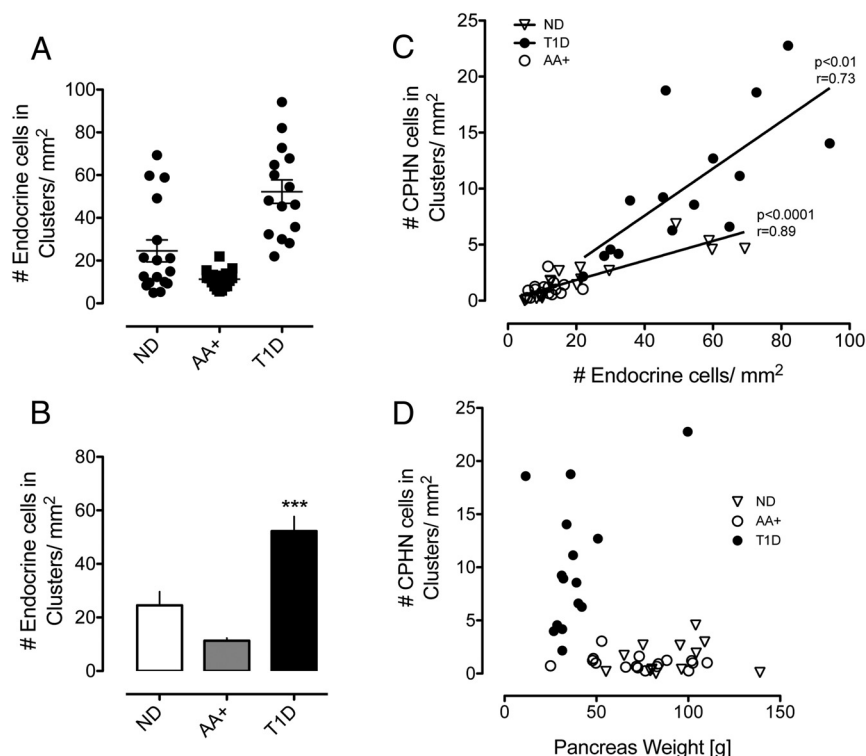 A
# Endocrine cells in
Clusters/ mm2
100
80
60
40
20
0
ND
AA+
T1D
B
# Endocrine cells in
Clusters/ mm2
80
60
40
20
0
***
ND
AA+
T1D
C
# CPHN cells in
Clusters/ mm2
25
20
15
10
5
0
ND
T1D
AA+
p<0.01
r=0.73
p<0.0001
r=0.89
0
20
40
60
80
100
# Endocrine cells/ mm2
D
# CPHN cells in
Clusters/ mm2
25
20
15
10
5
0
ND
AA+
T1D
0
50
100
150
Pancreas Weight [g]